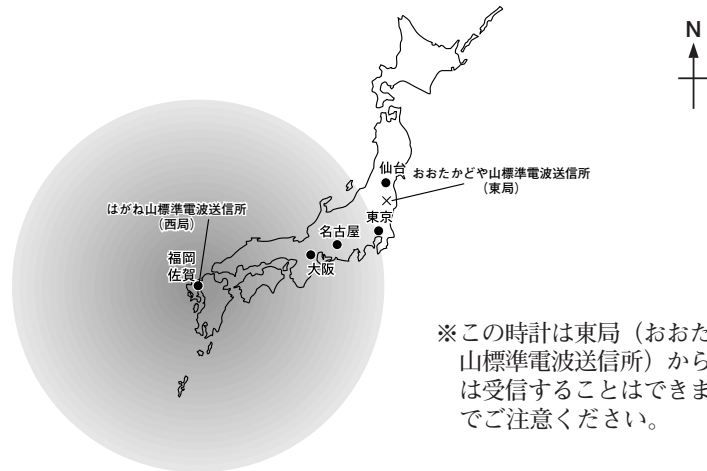 N
仙台
おおたかどや山標準電波送信所
（東局）
はがね山標準電波送信所
（西局）
東京
名古屋
福岡
佐賀
大阪
※この時計は東局（おおた
山標準電波送信所）から
は受信することはできま
でご注意ください。